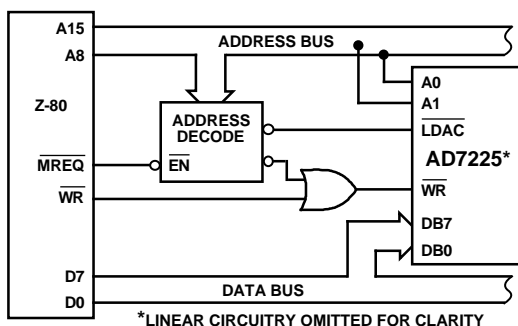 A15
ADDRESS BUS
A8
A0
A1
Z-80
ADDRESS
DECODE
LDAC
AD7225*
MREQ
EN
WR
WR
DB7
DB0
D7
DATA BUS
D0
*LINEAR CIRCUITRY OMITTED FOR CLARITY